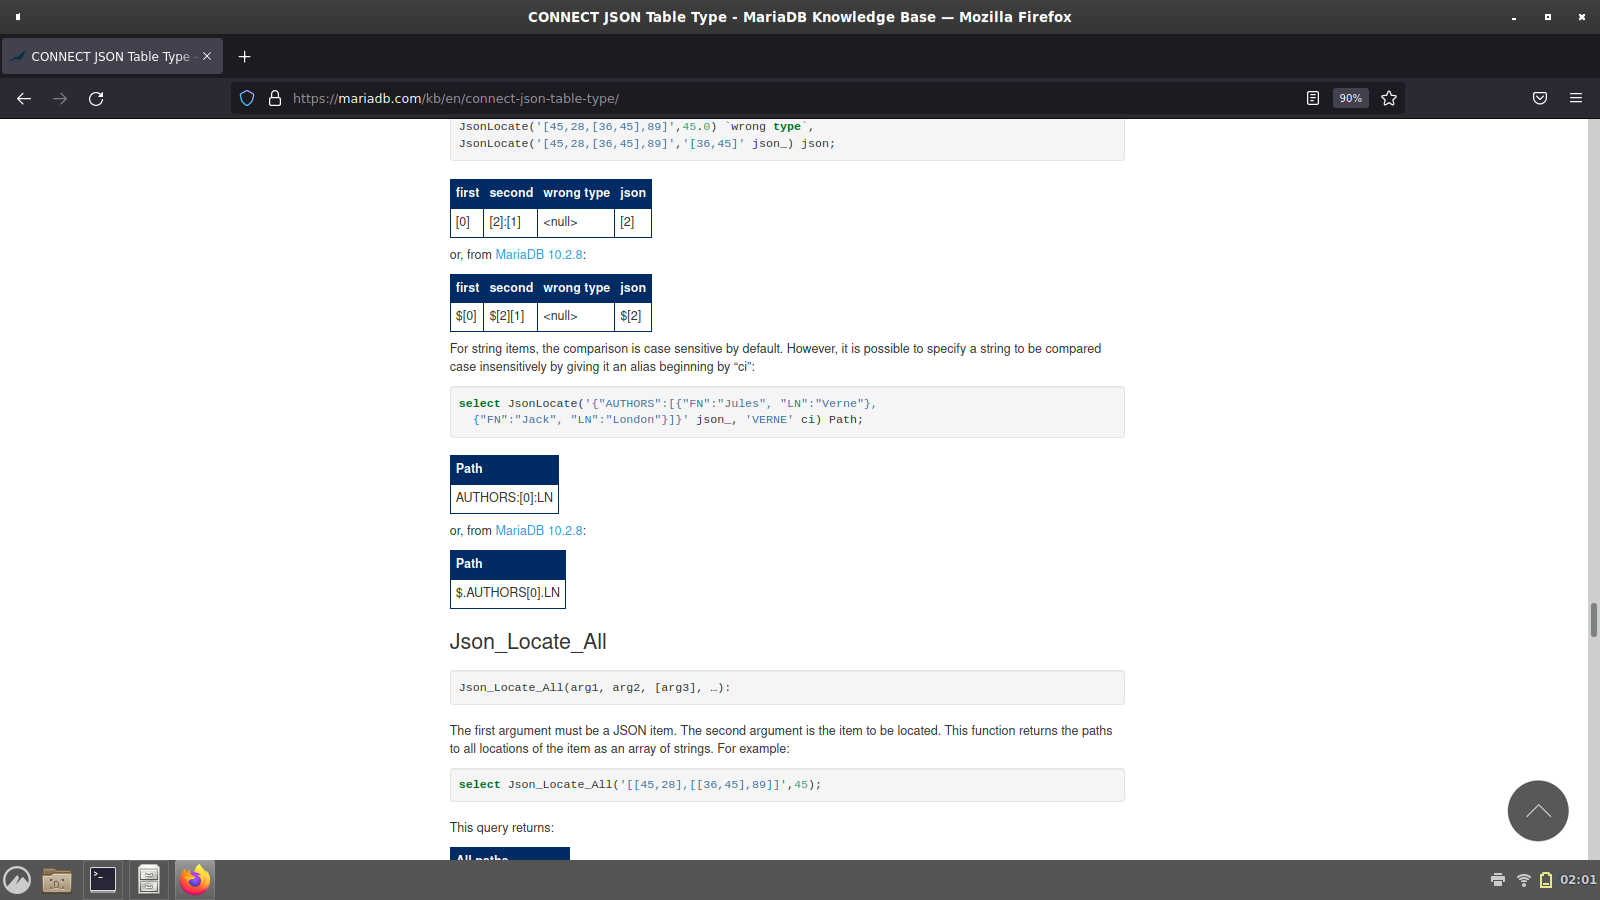 CONNECT JSON Table Type - MariaDB Knowledge Base — Mozilla Firefox
CONNECT JSON Table Type -
https://mariadb.com/kb/en/connect-json-table-type/
90%
JsonLocate('[45,28,[36,45],89]',45.0) `wrong type`,
JsonLocate('[45,28,[36,45],89]','[36,45]' json_) json;
first second wrong type json
[0] [2]:[1] <null> [2]
or, from MariaDB 10.2.8:
first second wrong type json
$[0] $[2][1] <null> $[2]
For string items, the comparison is case sensitive by default. However, it is possible to specify a string to be compared
case insensitively by giving it an alias beginning by “ci”:
select JsonLocate('{"AUTHORS":[{"FN":"Jules", "LN":"Verne"},
{"FN":"Jack", "LN":"London"}]}' json_, 'VERNE' ci) Path;
Path
AUTHORS:[0]:LN
or, from MariaDB 10.2.8:
Path
$.AUTHORS[0].LN
Json_Locate_All
Json_Locate_All(arg1, arg2, [arg3], …):
The first argument must be a JSON item. The second argument is the item to be located. This function returns the paths
to all locations of the item as an array of strings. For example:
select Json_Locate_All('[[45,28],[[36,45],89]]',45);
This query returns:
All paths
02:01